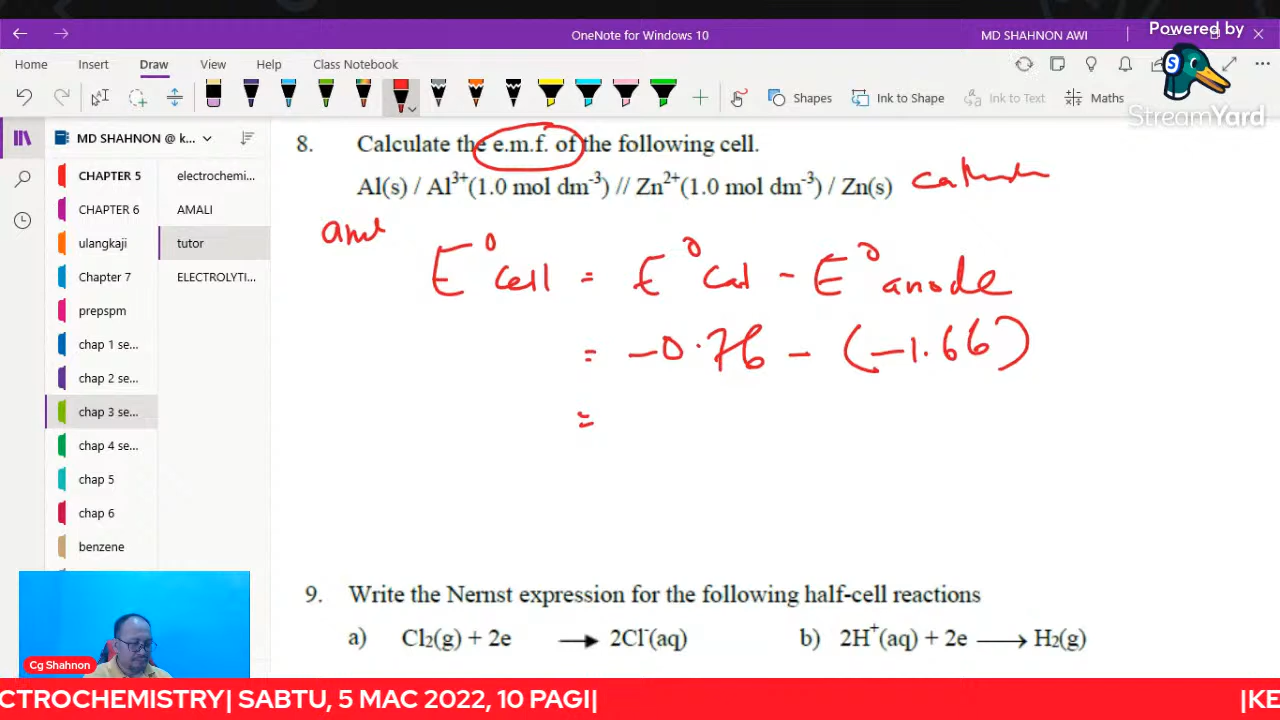 OneNote for Windows 10
MD SHAHNON AWI
Powered by
StreamYard
Home Insert Draw View Help Class Notebook
Shapes Ink to Shape Ink to Text Maths
MD SHAHNON @ k...
CHAPTER 5
CHAPTER 6
ulangkaji
Chapter 7
prepspm
chap 1 se...
chap 2 se...
chap 3 se...
chap 4 se...
chap 5
chap 6
benzene
electrochemi...
AMALI
tutor
ELECTROLYTI...
8. Calculate the e.m.f. of the following cell.
Al(s) / Al³⁺(1.0 mol dm⁻³) // Zn²⁺(1.0 mol dm⁻³) / Zn(s)
E⁰ cell = E⁰ cat - E⁰ anode
= -0.76 - (-1.66)
=
9. Write the Nernst expression for the following half-cell reactions
a) Cl₂(g) + 2e → 2Cl⁻(aq) b) 2H⁺(aq) + 2e → H₂(g)
Cg Shahnon
CTROCHEMISTRY| SABTU, 5 MAC 2022, 10 PAGI| |KE